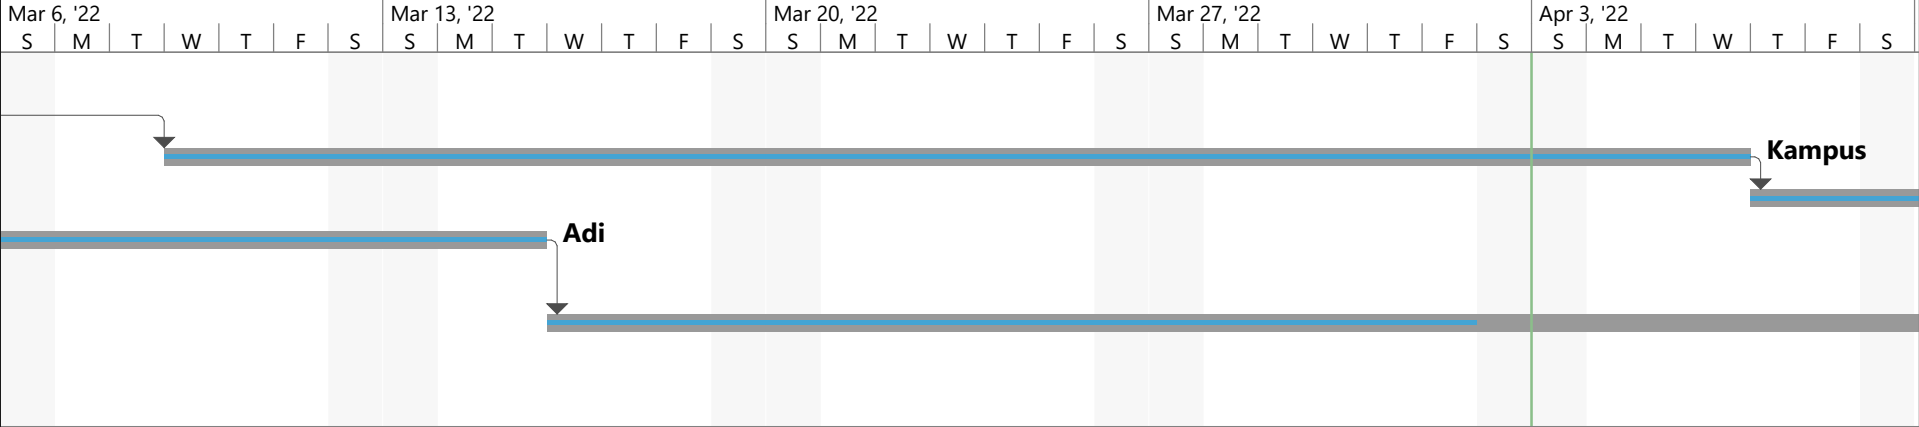 Mar 6, '22 Mar 13, '22 Mar 20, '22 Mar 27, '22 Apr 3, '22
S M T W T F S S M T W T F S S M T W T F S S M T W T F S S M T W T F S
Kampus
Adi